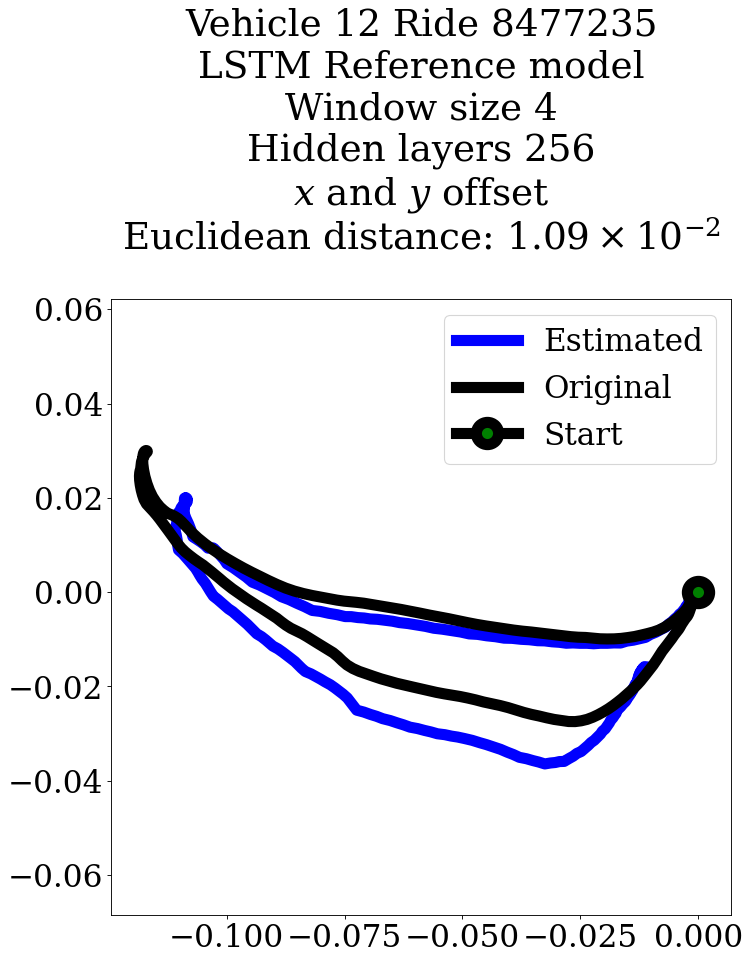 Vehicle 12 Ride 8477235
LSTM Reference model
Window size 4
Hidden layers 256
x and y offset
Euclidean distance: 1.09 × 10⁻²
Estimated
Original
Start
0.06
0.04
0.02
0.00
−0.02
−0.04
−0.06
−0.100 −0.075 −0.050 −0.025 0.000